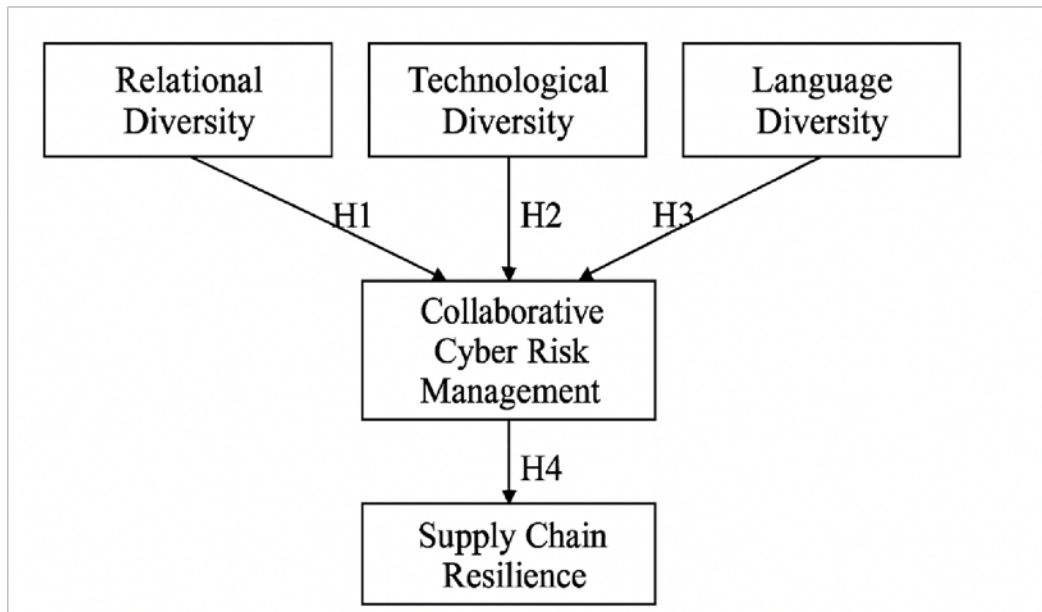 Relational
Diversity
Technological
Diversity
Language
Diversity
H1
H2
H3
Collaborative
Cyber Risk
Management
H4
Supply Chain
Resilience